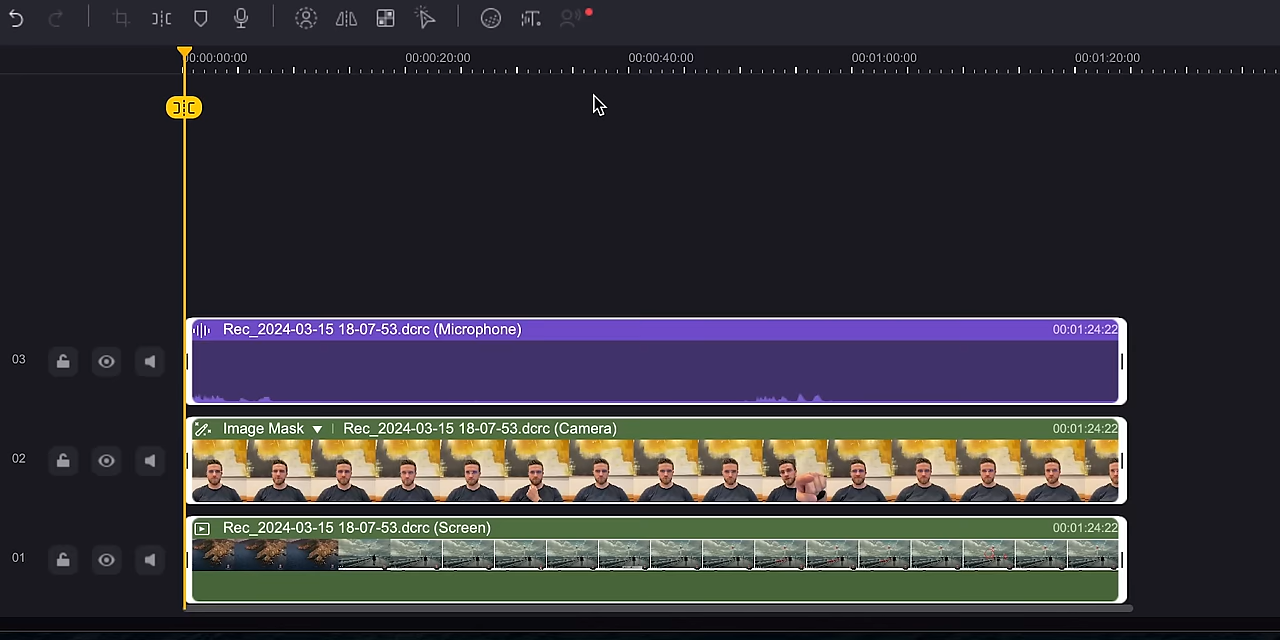 00:00:00:00 00:00:20:00 00:00:40:00 00:01:00:00 00:01:20:00
03 Rec_2024-03-15 18-07-53.dcrc (Microphone) 00:01:24:22
02 Image Mask Rec_2024-03-15 18-07-53.dcrc (Camera) 00:01:24:22
01 Rec_2024-03-15 18-07-53.dcrc (Screen) 00:01:24:22